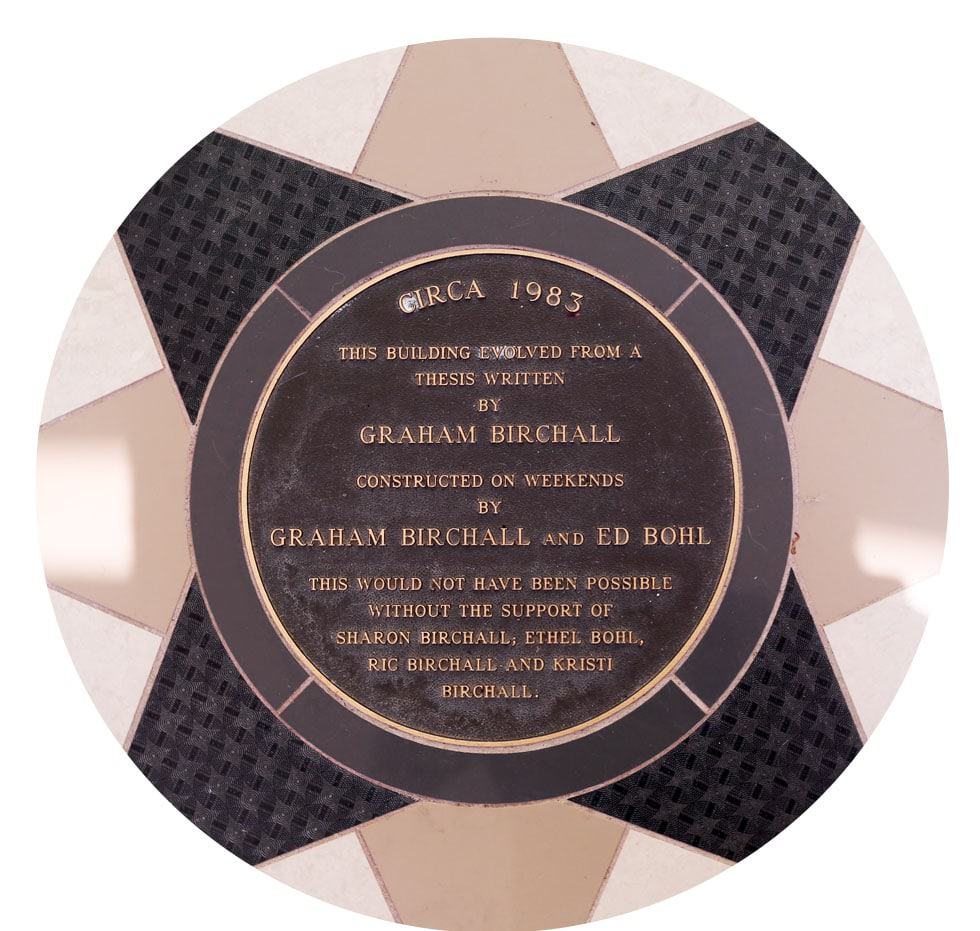 CIRCA 1983
THIS BUILDING EVOLVED FROM A
THESIS WRITTEN
BY
GRAHAM BIRCHALL
CONSTRUCTED ON WEEKENDS
BY
GRAHAM BIRCHALL AND ED BOHL
THIS WOULD NOT HAVE BEEN POSSIBLE
WITHOUT THE SUPPORT OF
SHARON BIRCHALL; ETHEL BOHL,
RIC BIRCHALL AND KRISTI
BIRCHALL.